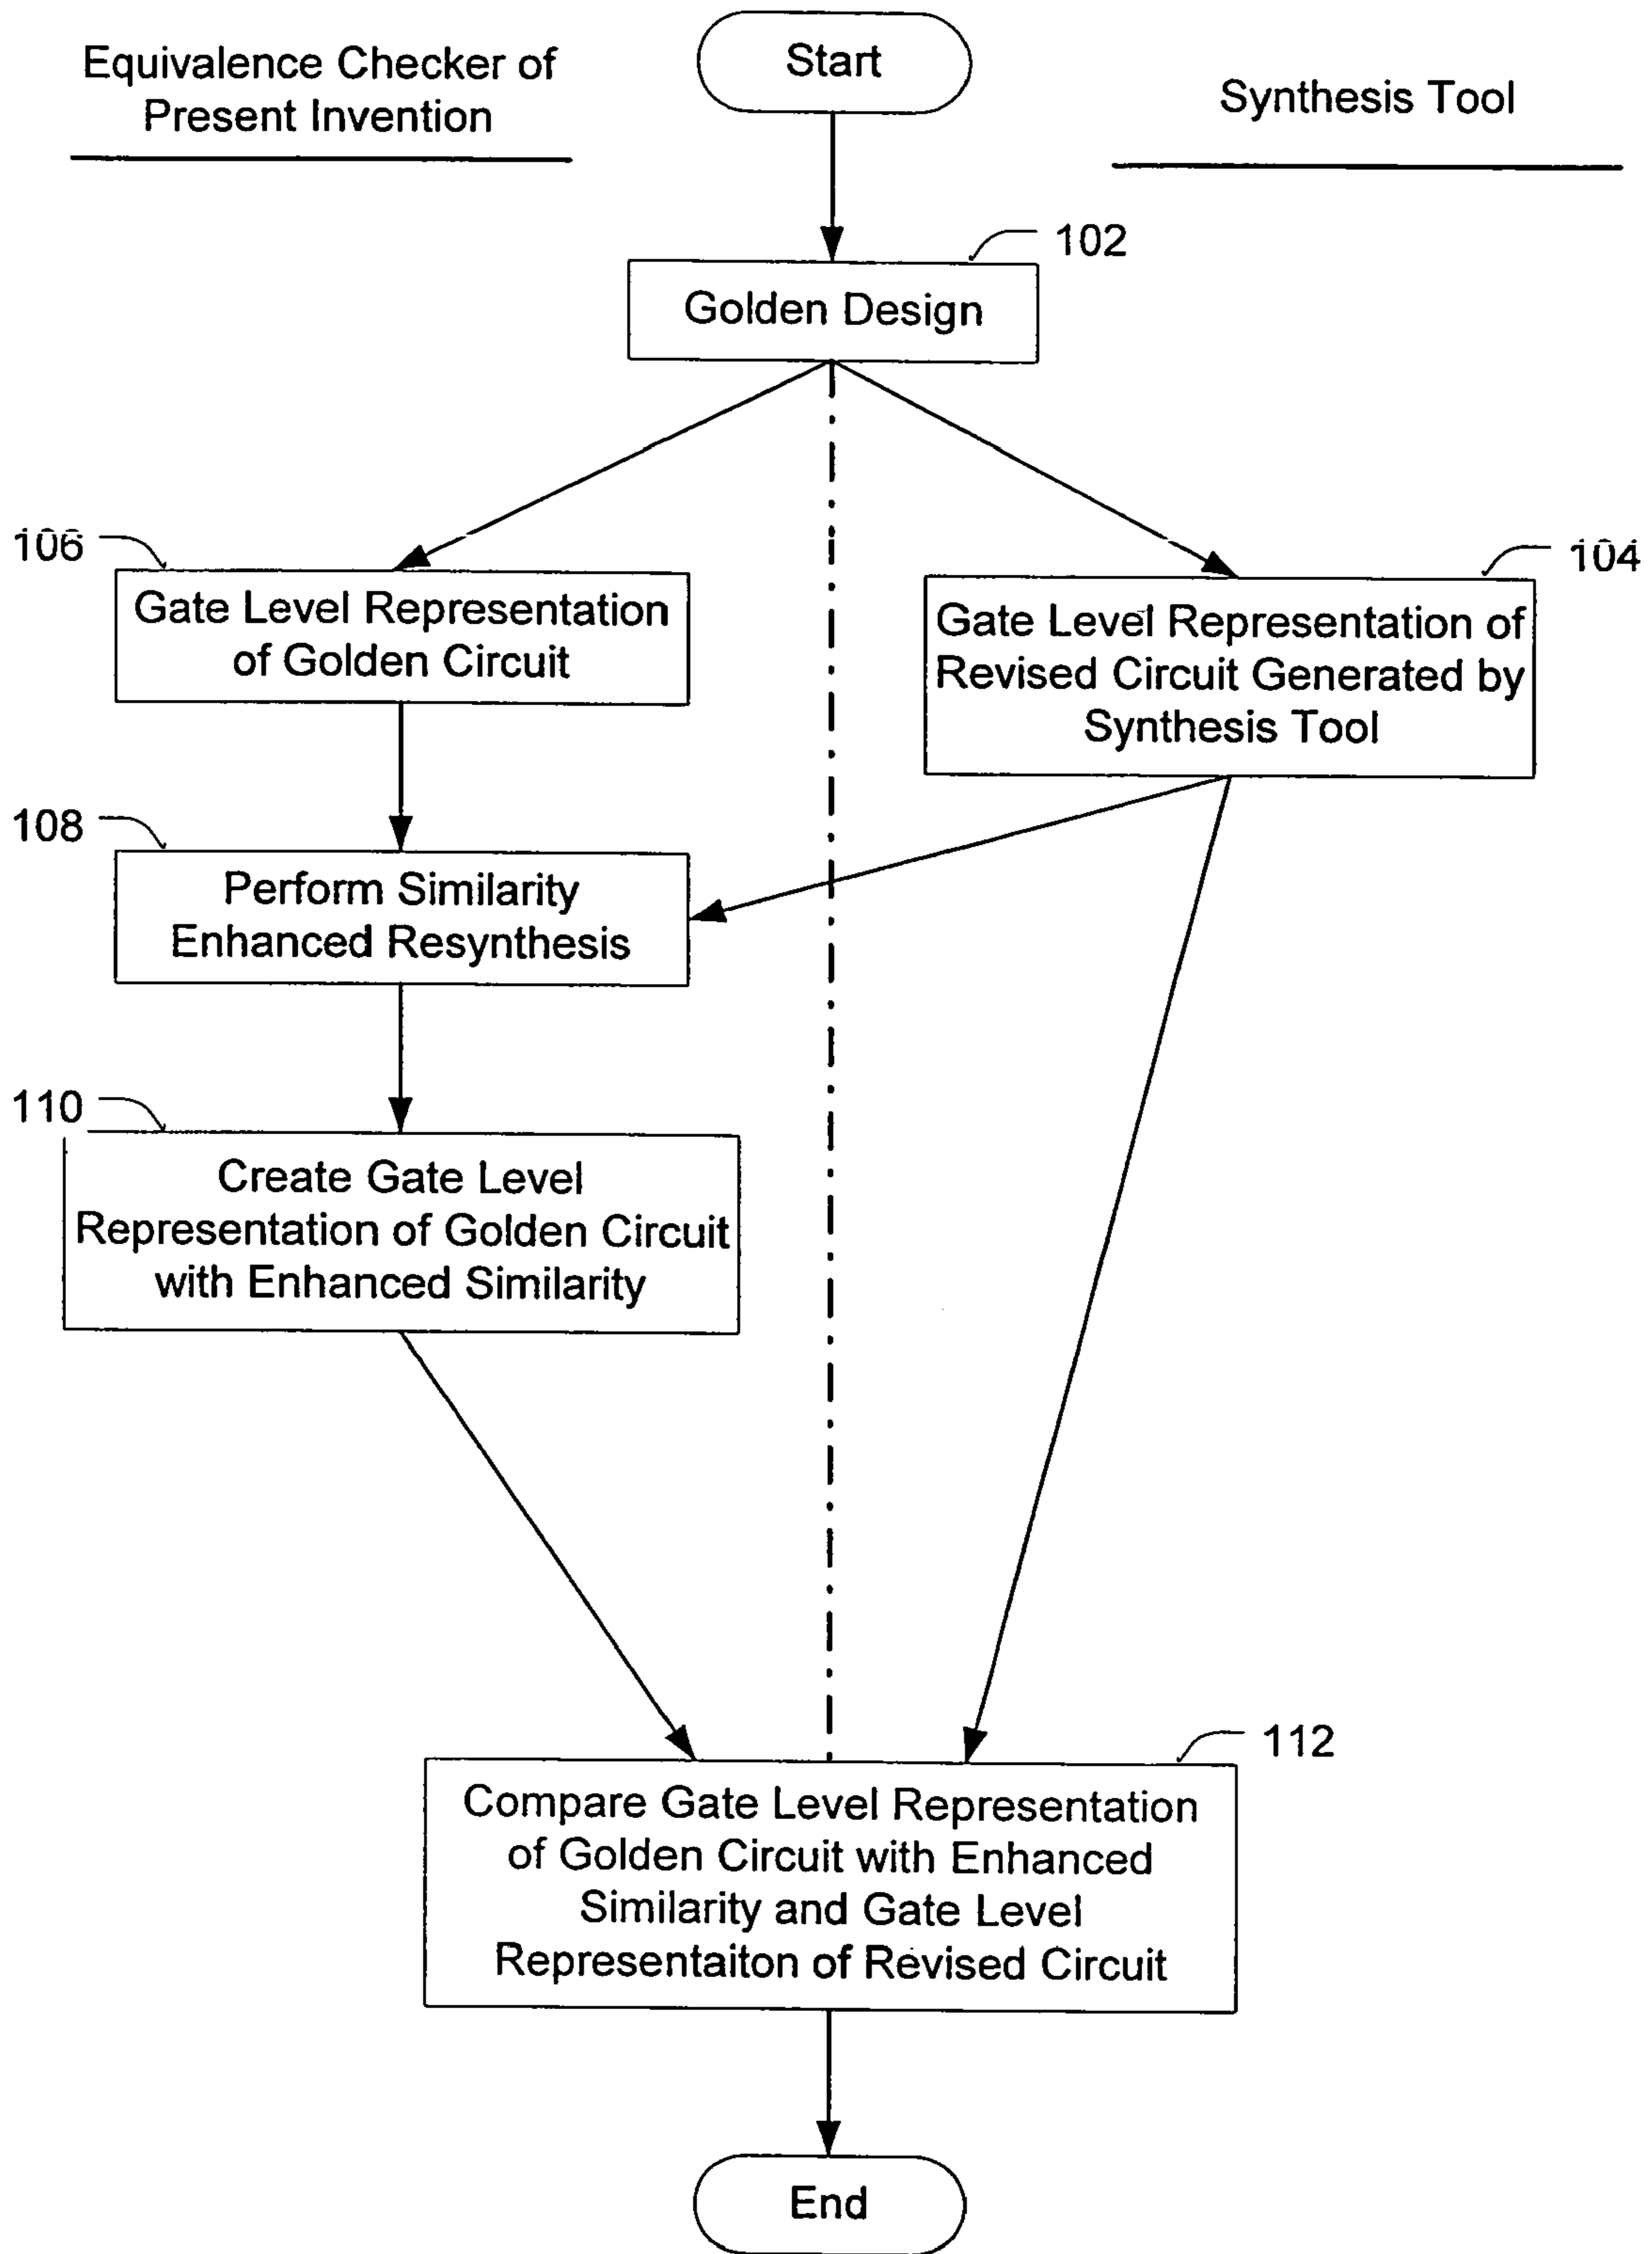 Equivalence Checker of
Present Invention
Start
Synthesis Tool
102
Golden Design
106
Gate Level Representation
of Golden Circuit
104
Gate Level Representation of
Revised Circuit Generated by
Synthesis Tool
108
Perform Similarity
Enhanced Resynthesis
110
Create Gate Level
Representation of Golden Circuit
with Enhanced Similarity
112
Compare Gate Level Representation
of Golden Circuit with Enhanced
Similarity and Gate Level
Representaiton of Revised Circuit
End